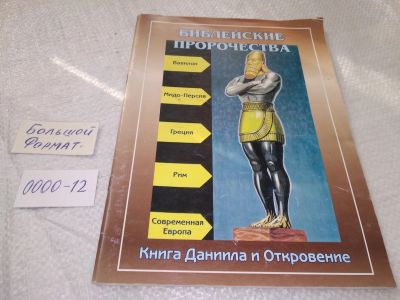 БИБЛЕЙСКИЕ
ПРОРОЧЕСТВА
Вавилон
Мидо-Персия
Греция
Рим
Современная
Европа
Книга Даниила и Откровение
Большой
Формат.
0000-12